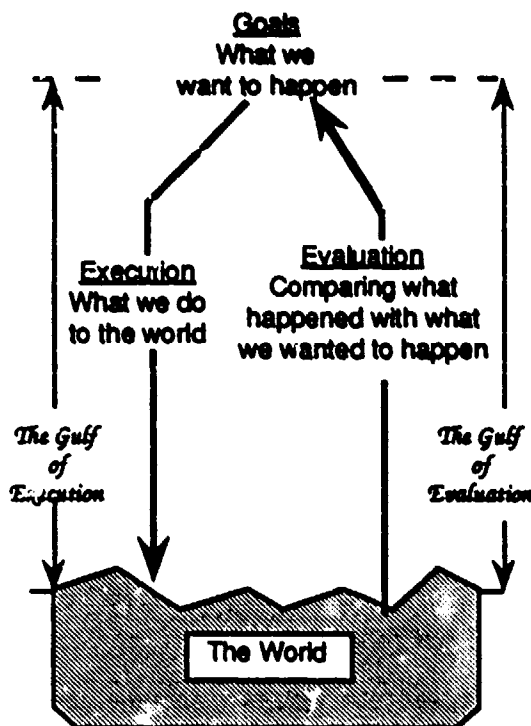 Goals
What we
want to happen
Execution
What we do
to the world
Evaluation
Comparing what
happened with what
we wanted to happen
The Gulf
of
Execution
The Gulf
of
Evaluation
The World